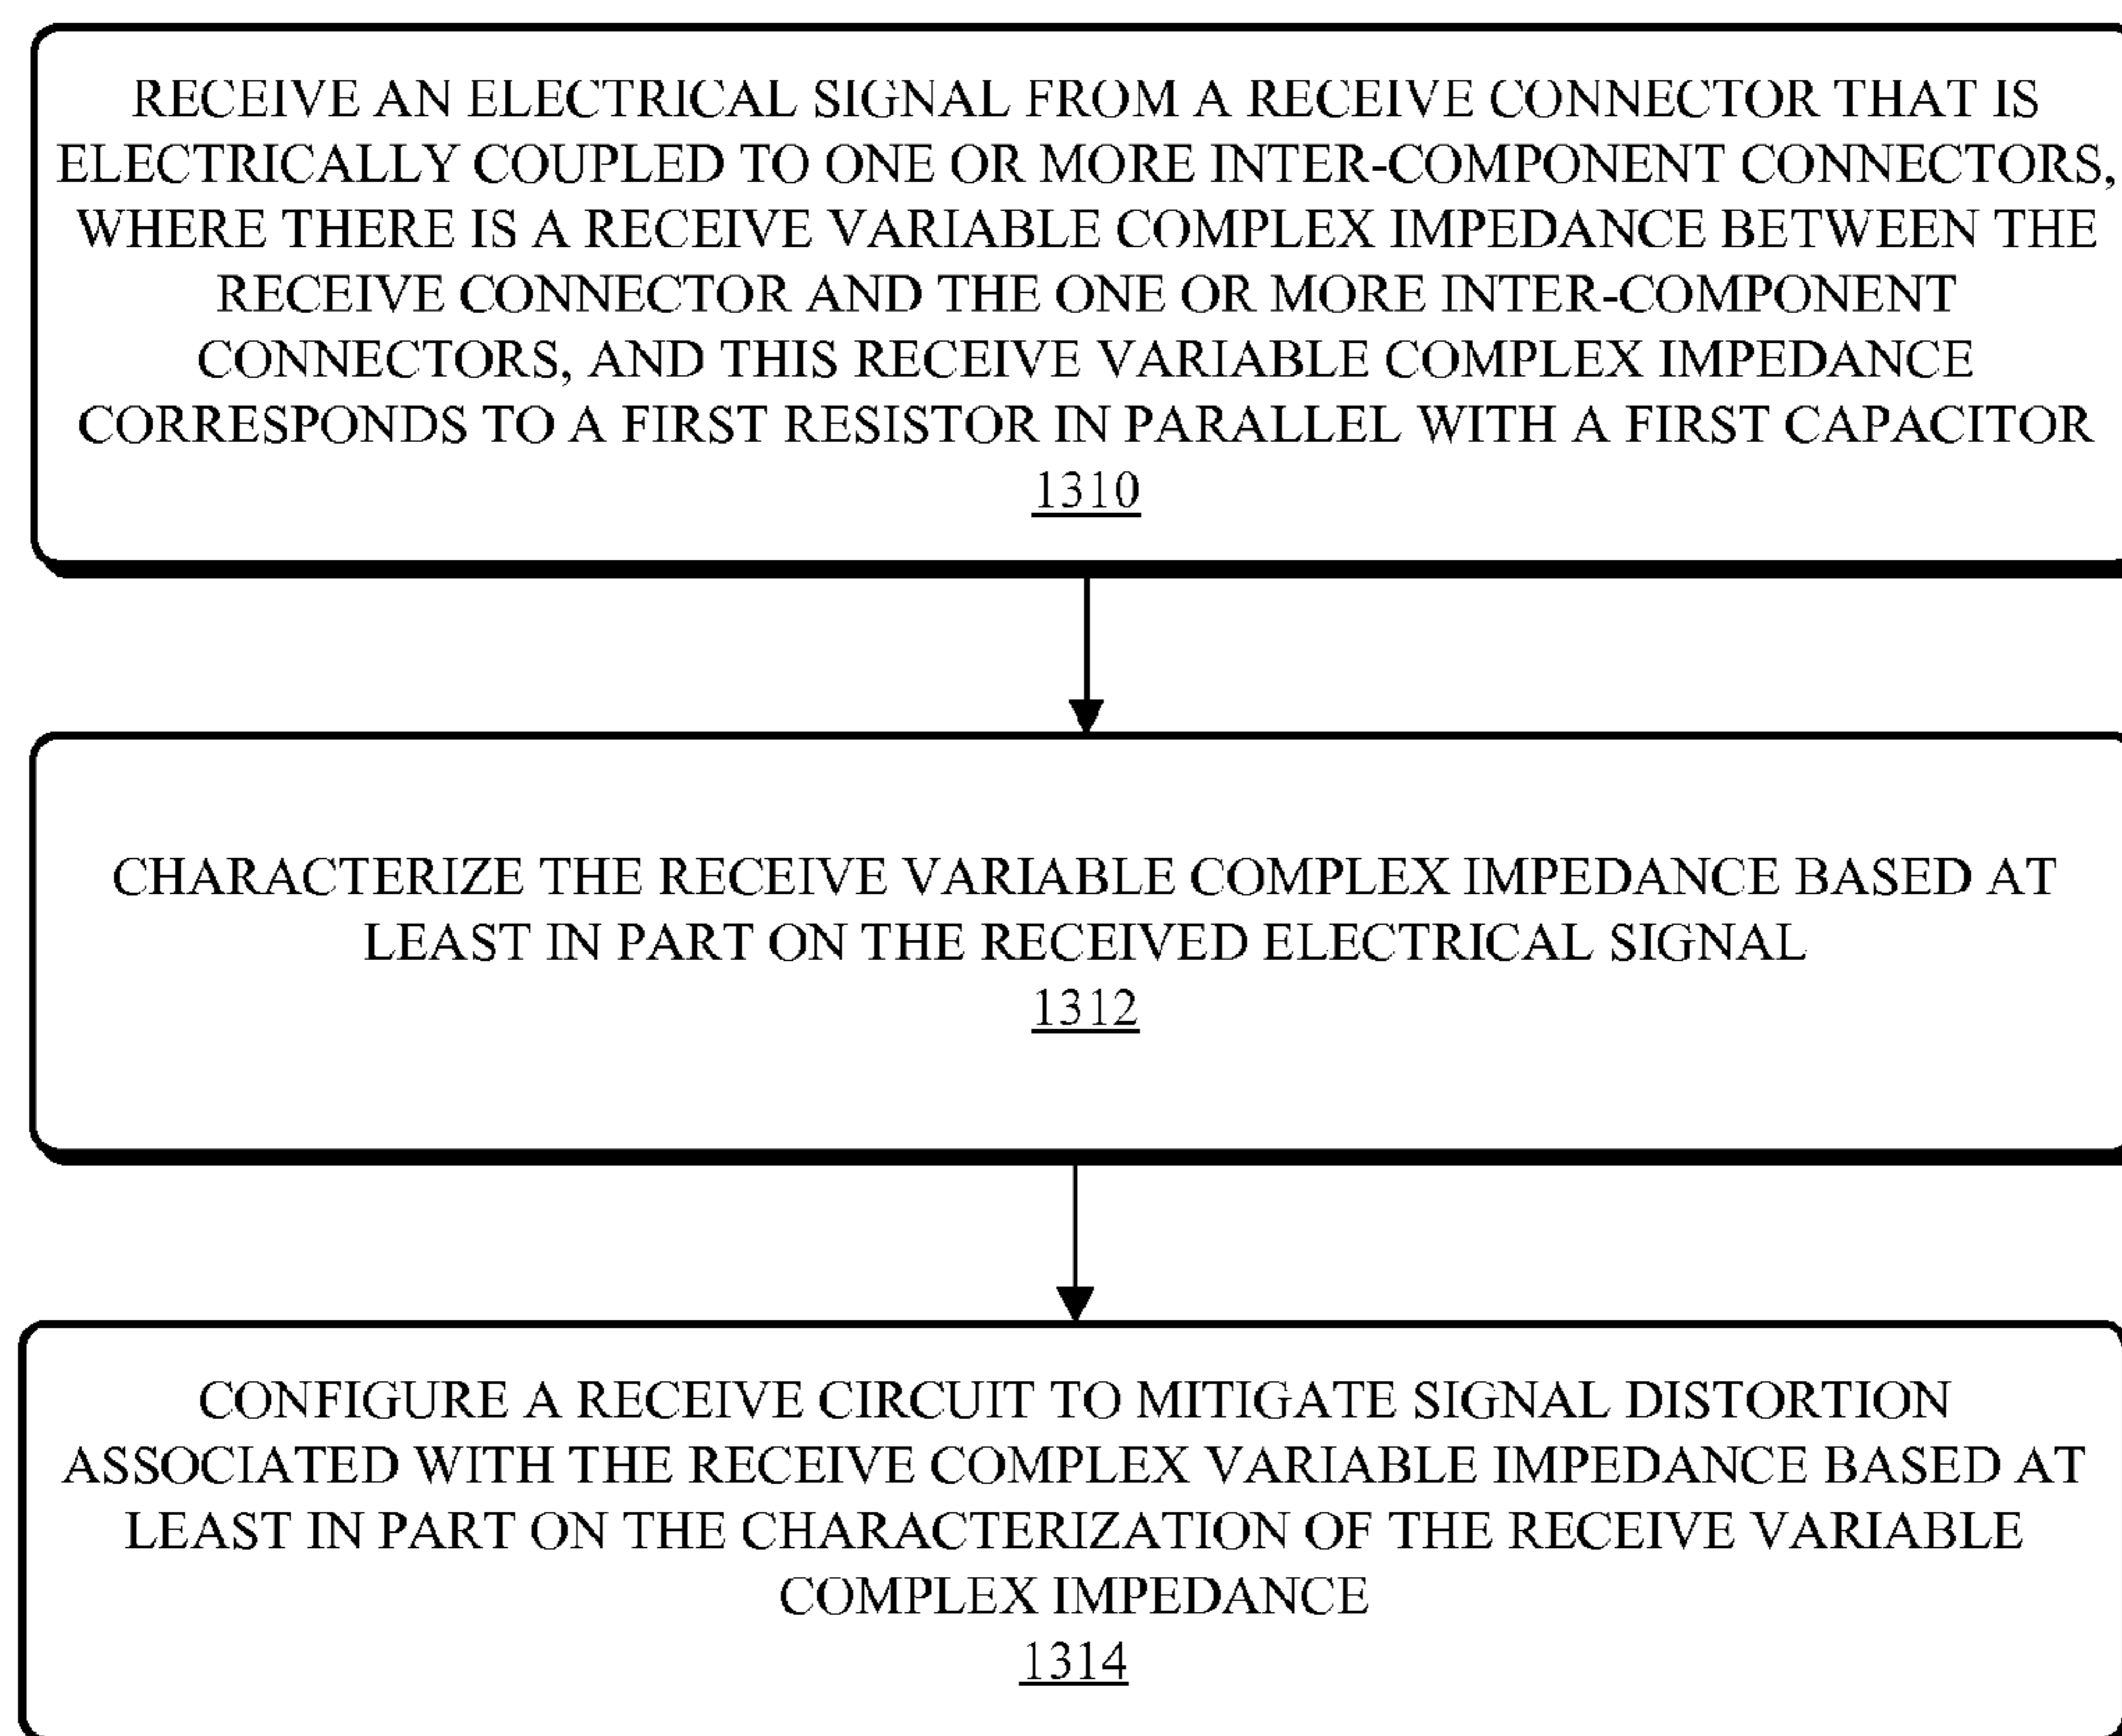 RECEIVE AN ELECTRICAL SIGNAL FROM A RECEIVE CONNECTOR THAT IS
ELECTRICALLY COUPLED TO ONE OR MORE INTER-COMPONENT CONNECTORS,
WHERE THERE IS A RECEIVE VARIABLE COMPLEX IMPEDANCE BETWEEN THE
RECEIVE CONNECTOR AND THE ONE OR MORE INTER-COMPONENT
CONNECTORS, AND THIS RECEIVE VARIABLE COMPLEX IMPEDANCE
CORRESPONDS TO A FIRST RESISTOR IN PARALLEL WITH A FIRST CAPACITOR
1310
CHARACTERIZE THE RECEIVE VARIABLE COMPLEX IMPEDANCE BASED AT
LEAST IN PART ON THE RECEIVED ELECTRICAL SIGNAL
1312
CONFIGURE A RECEIVE CIRCUIT TO MITIGATE SIGNAL DISTORTION
ASSOCIATED WITH THE RECEIVE COMPLEX VARIABLE IMPEDANCE BASED AT
LEAST IN PART ON THE CHARACTERIZATION OF THE RECEIVE VARIABLE
COMPLEX IMPEDANCE
1314